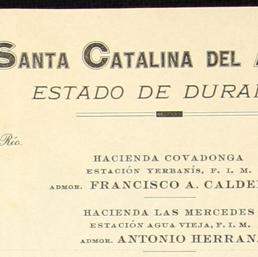 SANTA CATALINA DEL
ESTADO DE DURA
Río.
HACIENDA COVADONGA
ESTACIÓN YERBANÍS, F. I. M.
ADMOR. FRANCISCO A. CALDE
HACIENDA LAS MERCEDES
ESTACIÓN AGUA VIEJA, F. I. M.
ADMOR. ANTONIO HERRAN